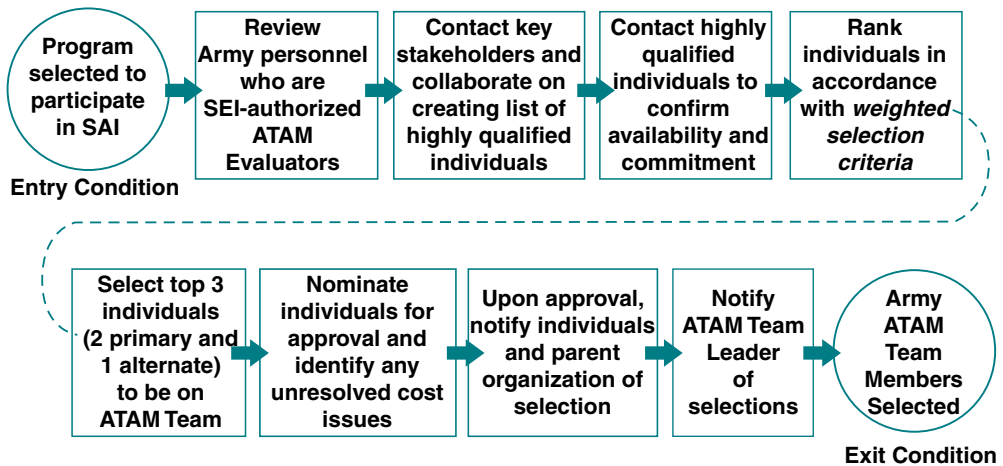 Program
selected to
participate
in SAI
Entry Condition
Review
Army personnel
who are
SEI-authorized
ATAM
Evaluators
Contact key
stakeholders and
collaborate on
creating list of
highly qualified
individuals
Contact highly
qualified
individuals to
confirm
availability and
commitment
Rank
individuals in
accordance
with weighted
selection
criteria
Select top 3
individuals
(2 primary and
1 alternate)
to be on
ATAM Team
Nominate
individuals for
approval and
identify any
unresolved cost
issues
Upon approval,
notify individuals
and parent
organization of
selection
Notify
ATAM Team
Leader
of
selections
Army
ATAM
Team
Members
Selected
Exit Condition